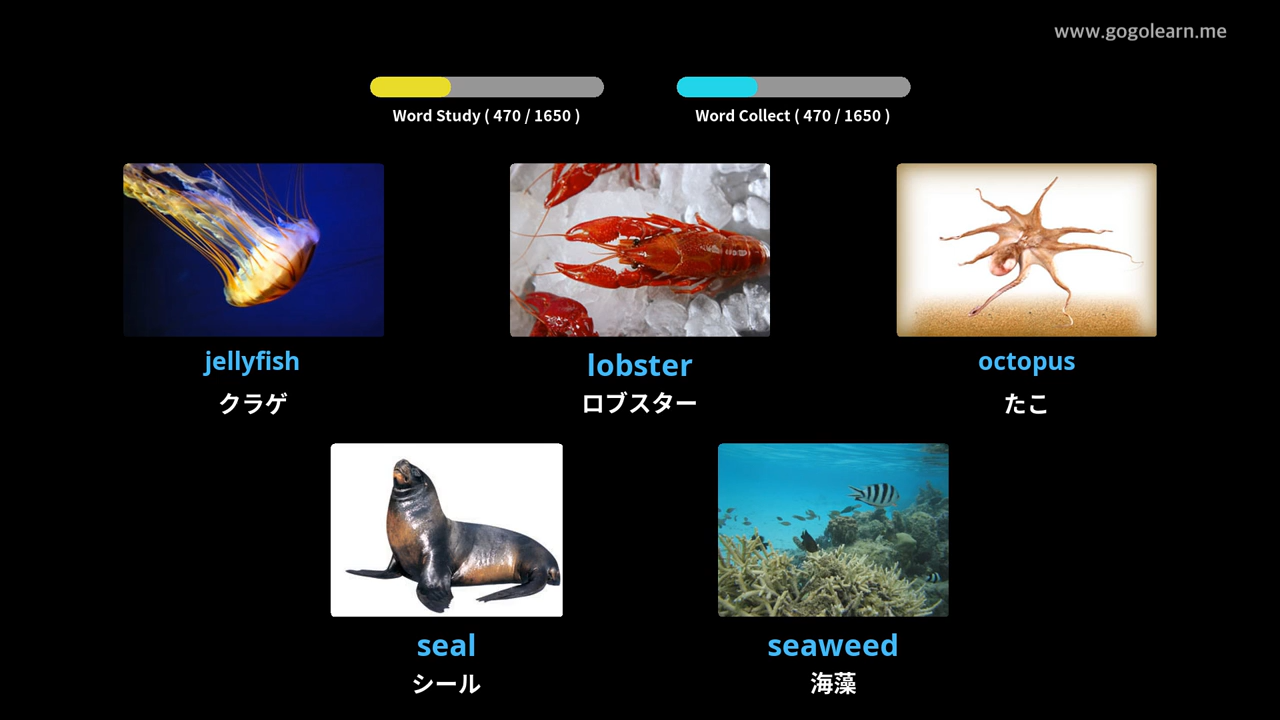 www.gogolearn.me
Word Study ( 470 / 1650 )
Word Collect ( 470 / 1650 )
jellyfish
クラゲ
lobster
ロブスター
octopus
たこ
seal
シール
seaweed
海藻